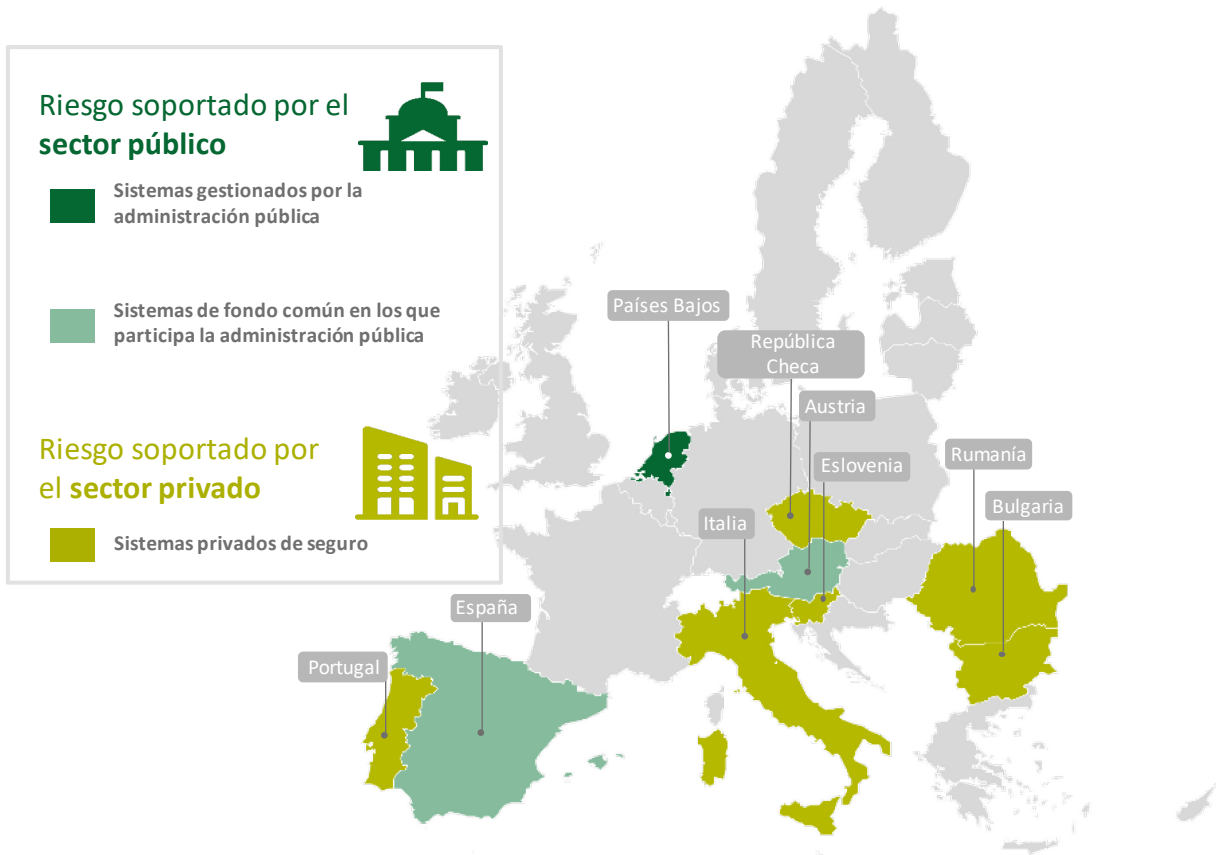 Riesgo soportado por el
sector público
Sistemas gestionados por la
administración pública
Sistemas de fondo común en los que
participa la administración pública
Riesgo soportado por
el sector privado
Sistemas privados de seguro
Países Bajos
República
Checa
Austria
Eslovenia
Rumanía
Italia
Bulgaria
España
Portugal